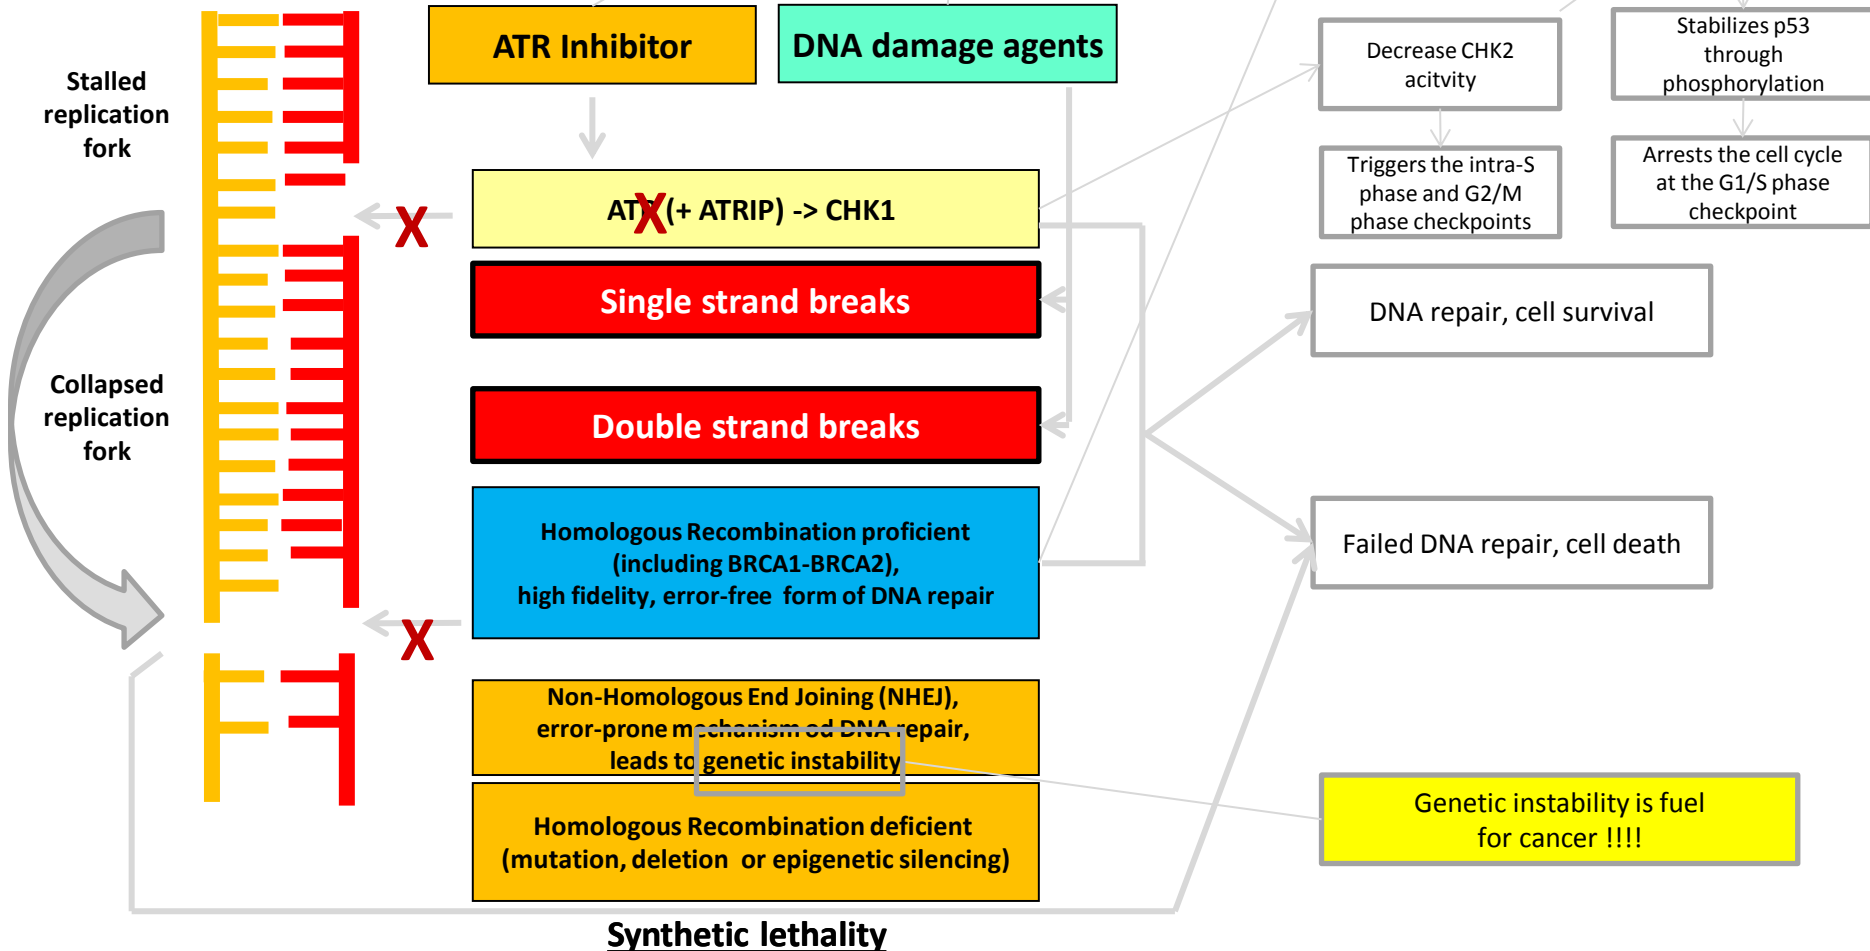 ATR Inhibitor
DNA damage agents
Decrease CHK2
acitvity
Stabilizes p53
through
phosphorylation
Stalled
replication
fork
Triggers the intra-S
phase and G2/M
phase checkpoints
Arrests the cell cycle
at the G1/S phase
checkpoint
X
ATR (+ ATRIP) -> CHK1
X
Single strand breaks
DNA repair, cell survival
Collapsed
replication
fork
Double strand breaks
Homologous Recombination proficient
(including BRCA1-BRCA2),
high fidelity, error-free form of DNA repair
Failed DNA repair, cell death
X
Non-Homologous End Joining (NHEJ),
error-prone mechanism od DNA repair,
leads to genetic instability
Homologous Recombination deficient
(mutation, deletion or epigenetic silencing)
Genetic instability is fuel
for cancer !!!!
Synthetic lethality